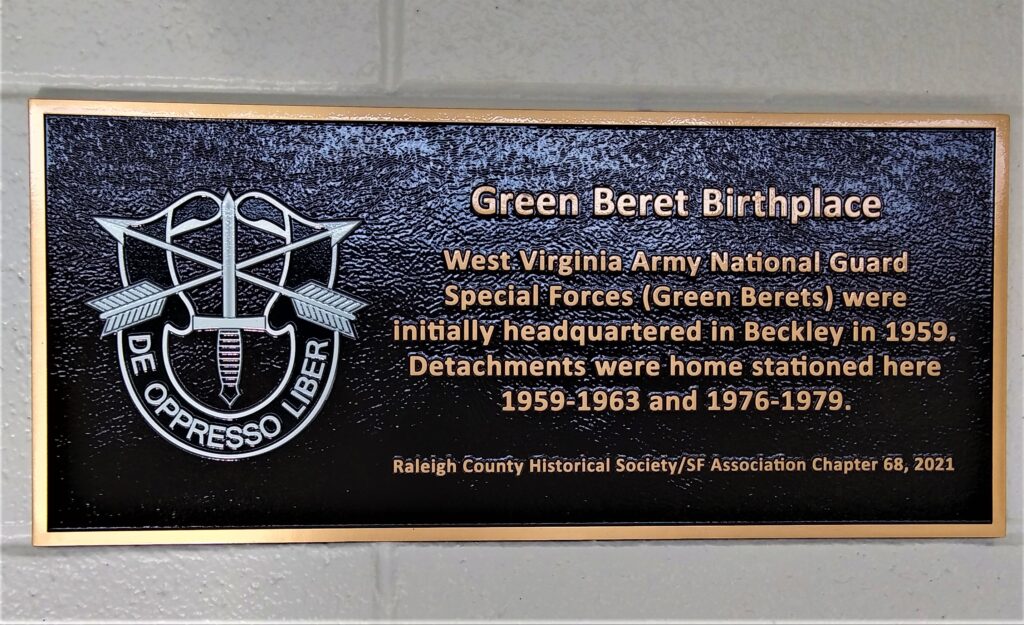 DE OPPRESSO LIBER
Green Beret Birthplace
West Virginia Army National Guard
Special Forces (Green Berets) were
initially headquartered in Beckley in 1959.
Detachments were home stationed here
1959-1963 and 1976-1979.
Raleigh County Historical Society/SF Association Chapter 68, 2021